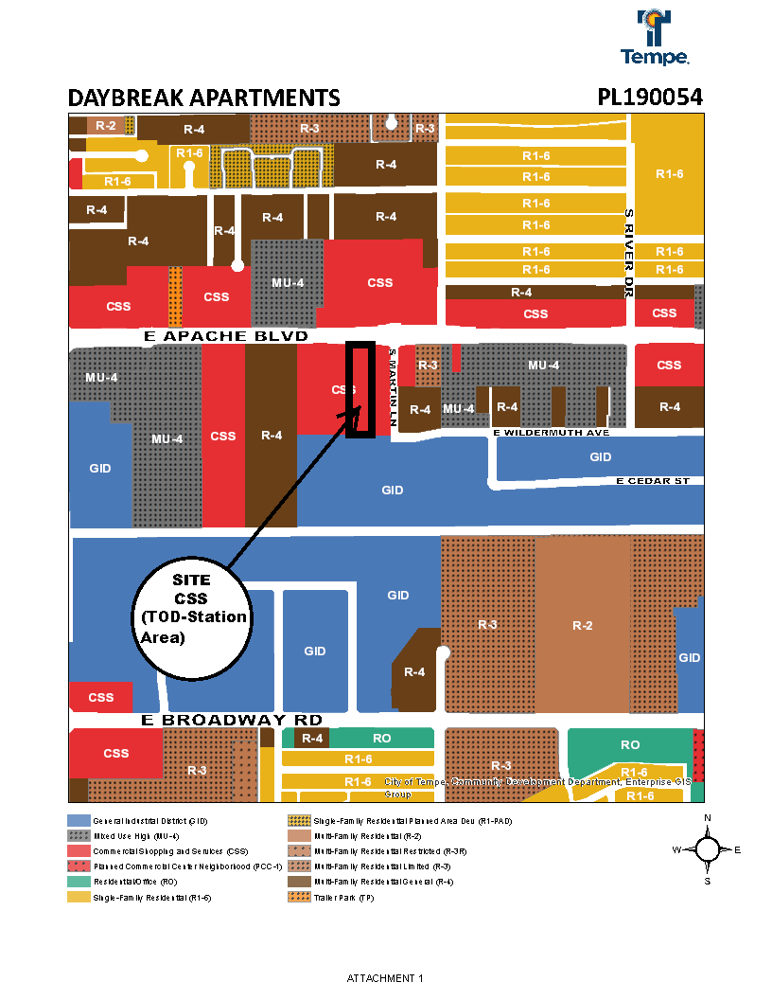 Tempe
DAYBREAK APARTMENTS
PL190054
R-2
R-4
R-3
R-3
R1-6
R1-6
R-4
R1-6
R1-6
R1-6
R-4
R-4
R-4
R-4
R-4
R1-6
R1-6
S RIVER DR
R1-6
R1-6
R1-6
R1-6
CSS
CSS
MU-4
CSS
R-4
CSS
CSS
E APACHE BLVD
MU-4
MU-4
CSS
R-4
CSS
S MARTIN LN
R-3
MU-4
CSS
R-4
MU-4
R-4
R-4
E WILDERMUTH AVE
GID
GID
GID
E CEDAR ST
SITE
CSS
(TOD-Station
Area)
GID
GID
R-4
R-3
R-2
GID
CSS
E BROADWAY RD
CSS
R-3
R-4
RO
R1-6
R1-6
R-3
RO
R1-6
R1-6
City of Tempe, Community Development Department, Enterprise GIS
Group
General Industrial District (GID)
Mixed Use High (MU-4)
Commercial Shopping and Services (CSS)
Planned Commercial Center Neighborhood (PCC-1)
Residential/Office (RO)
Single-Family Residential (R1-6)
Single-Family Residential Planned Area Dev (R1-PAD)
Multi-Family Residential (R-2)
Multi-Family Residential Restricted (R-3R)
Multi-Family Residential Limited (R-3)
Multi-Family Residential General (R-4)
Trailer Park (TP)
N
W
E
S
ATTACHMENT 1